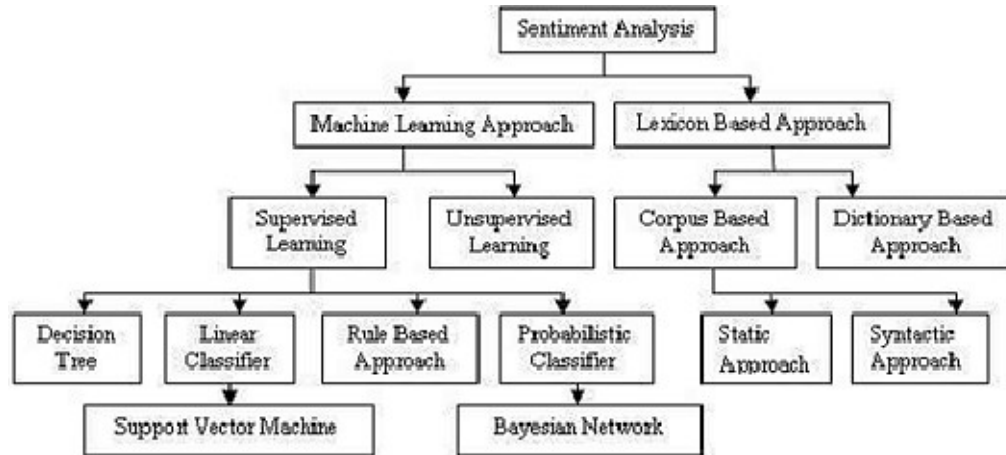 Sentiment Analysis
Machine Learning Approach
Lexicon Based Approach
Supervised
Learning
Unsupervised
Learning
Corpus Based
Approach
Dictionary Based
Approach
Decision
Tree
Linear
Classifier
Rule Based
Approach
Probabilistic
Classifier
Static
Approach
Syntactic
Approach
Support Vector Machine
Bayesian Network